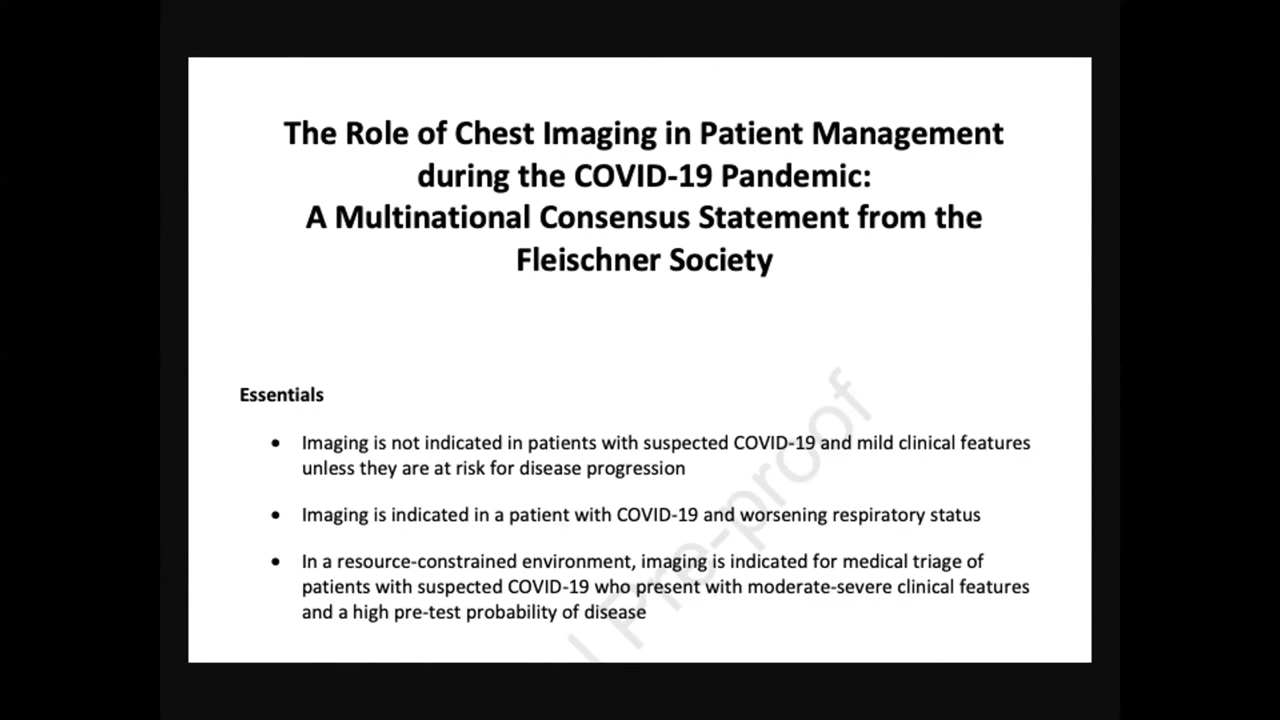 The Role of Chest Imaging in Patient Management
during the COVID-19 Pandemic:
A Multinational Consensus Statement from the
Fleischner Society
Essentials
• Imaging is not indicated in patients with suspected COVID-19 and mild clinical features
unless they are at risk for disease progression
• Imaging is indicated in a patient with COVID-19 and worsening respiratory status
• In a resource-constrained environment, imaging is indicated for medical triage of
patients with suspected COVID-19 who present with moderate-severe clinical features
and a high pre-test probability of disease
Pre-proof